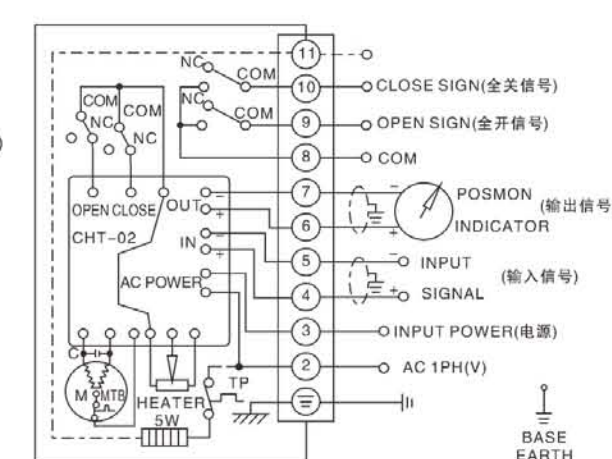 11
NC
COM
10
CLOSE SIGN(全关信号)
NC
COM
9
OPEN SIGN(全开信号)
COM
NC
COM
NC
8
COM
OPEN CLOSE
OUT
-
+
7
-
POSMON
(输出信号
CHT-02
6
+
INDICATOR
IN
-
+
5
-
INPUT
(输入信号)
AC POWER
4
+
SIGNAL
3
INPUT POWER(电源)
2
AC 1PH(V)
C
M
MTB
HEATER
5W
TP
BASE
EARTH